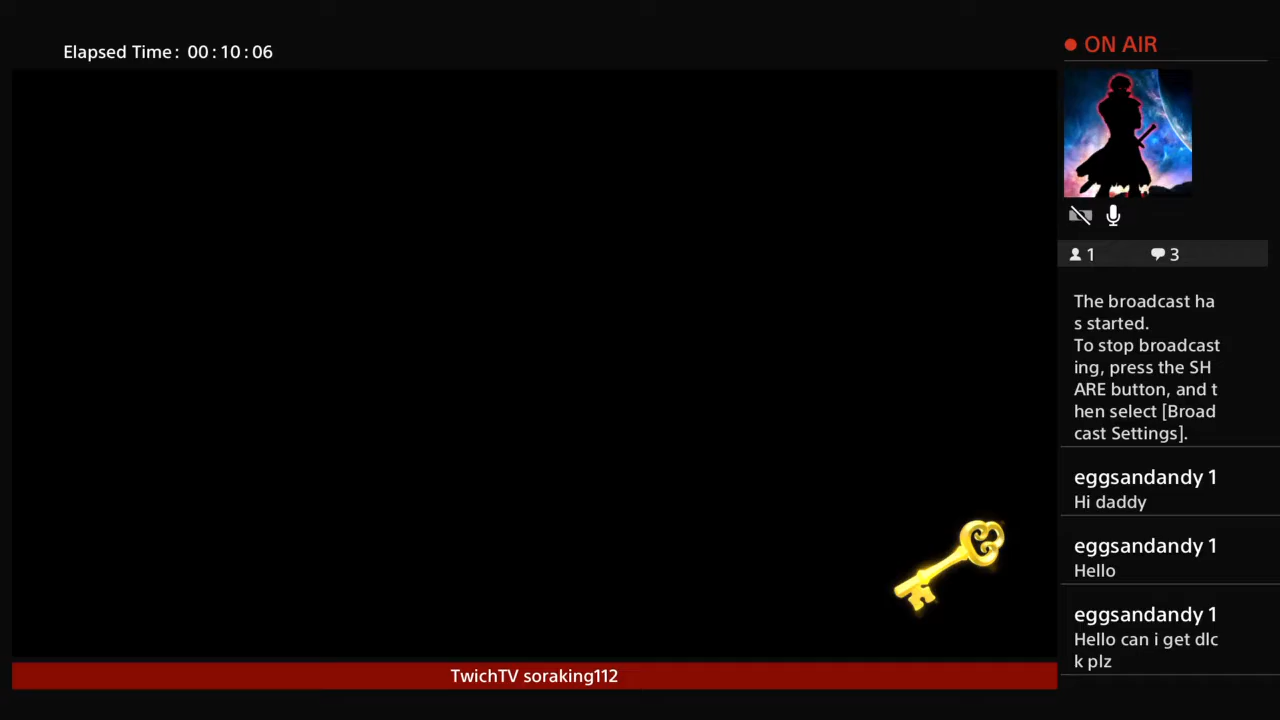 Elapsed Time: 00:10:06
ON AIR
1
3
The broadcast ha
s started.
To stop broadcast
ing, press the SH
ARE button, and t
hen select [Broad
cast Settings].
eggsandandy 1
Hi daddy
eggsandandy 1
Hello
eggsandandy 1
Hello can i get dlc
k plz
TwichTV soraking112